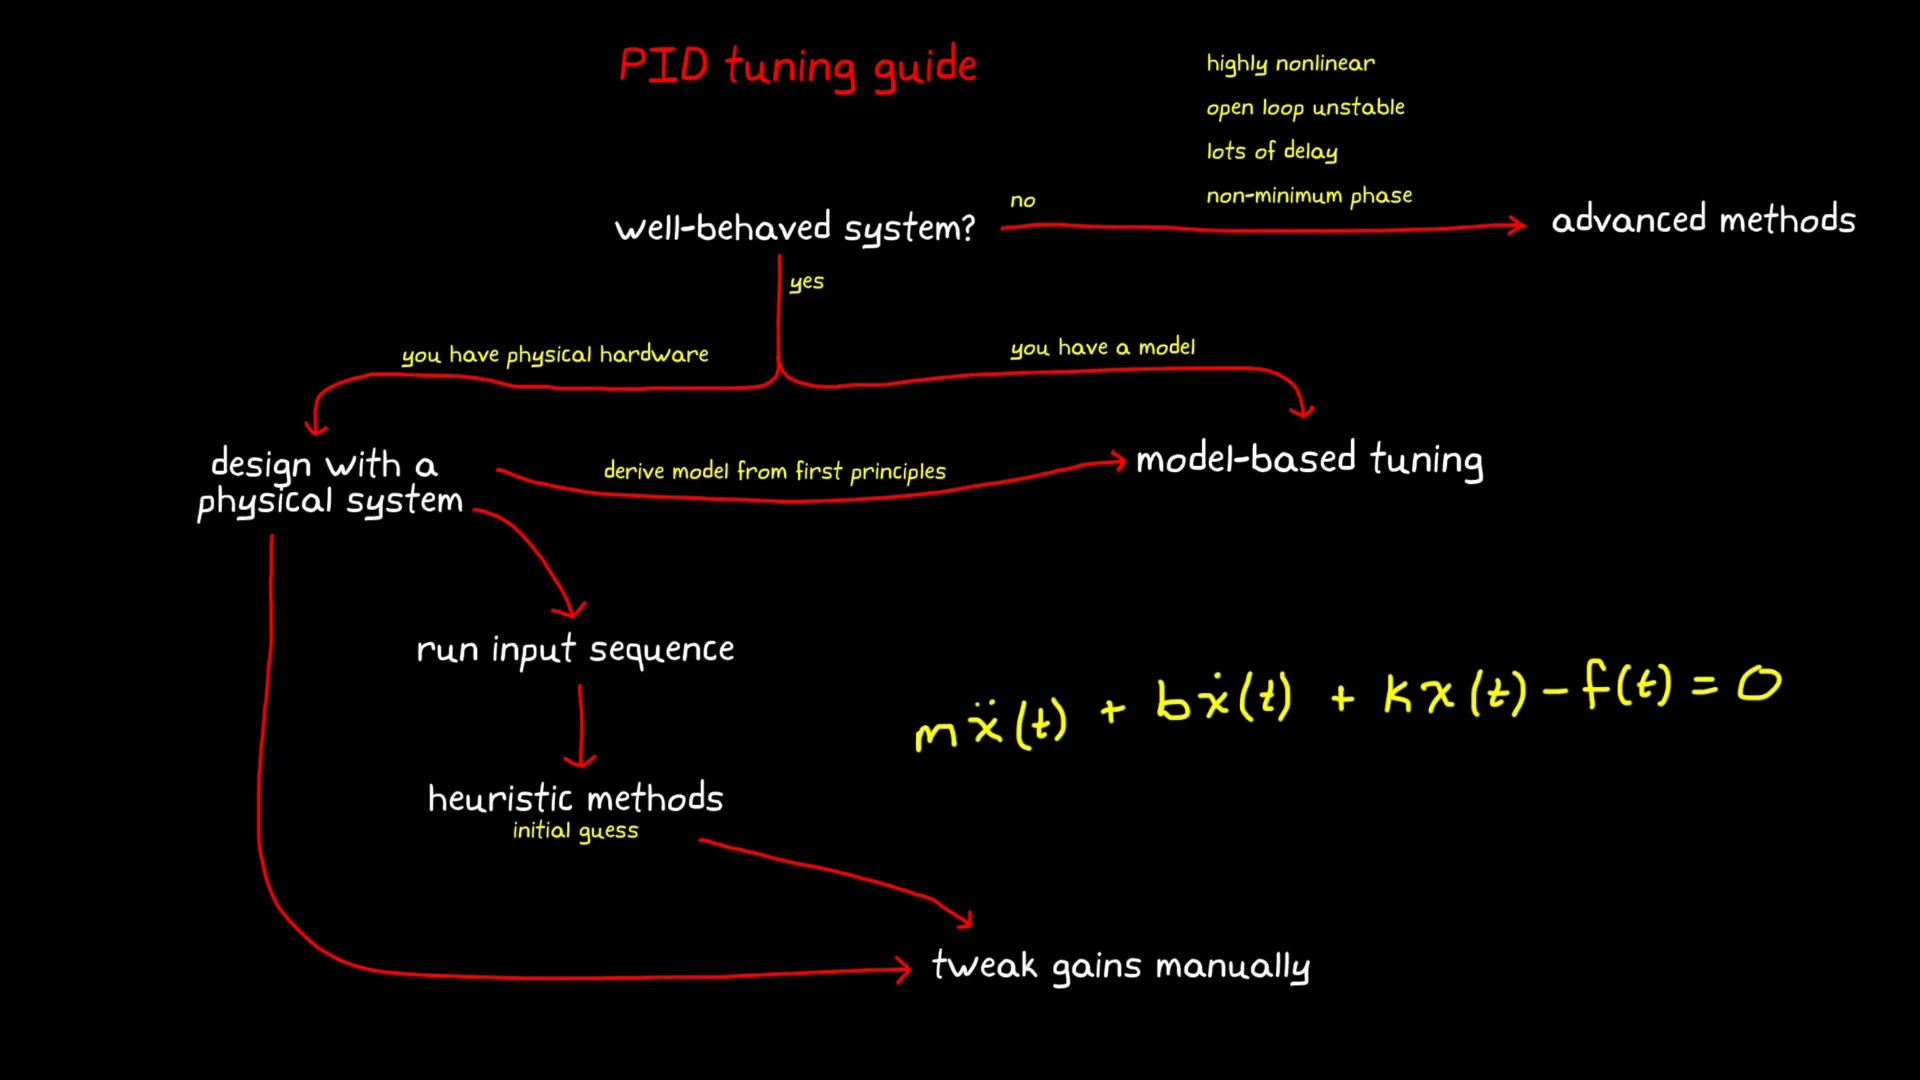 PID tuning guide
highly nonlinear
open loop unstable
lots of delay
non-minimum phase
no
well-behaved system?
advanced methods
yes
you have physical hardware
you have a model
design with a
physical system
derive model from first principles
model-based tuning
run input sequence
mẍ(t) + bẋ(t) + kx(t) - f(t) = 0
heuristic methods
initial guess
tweak gains manually